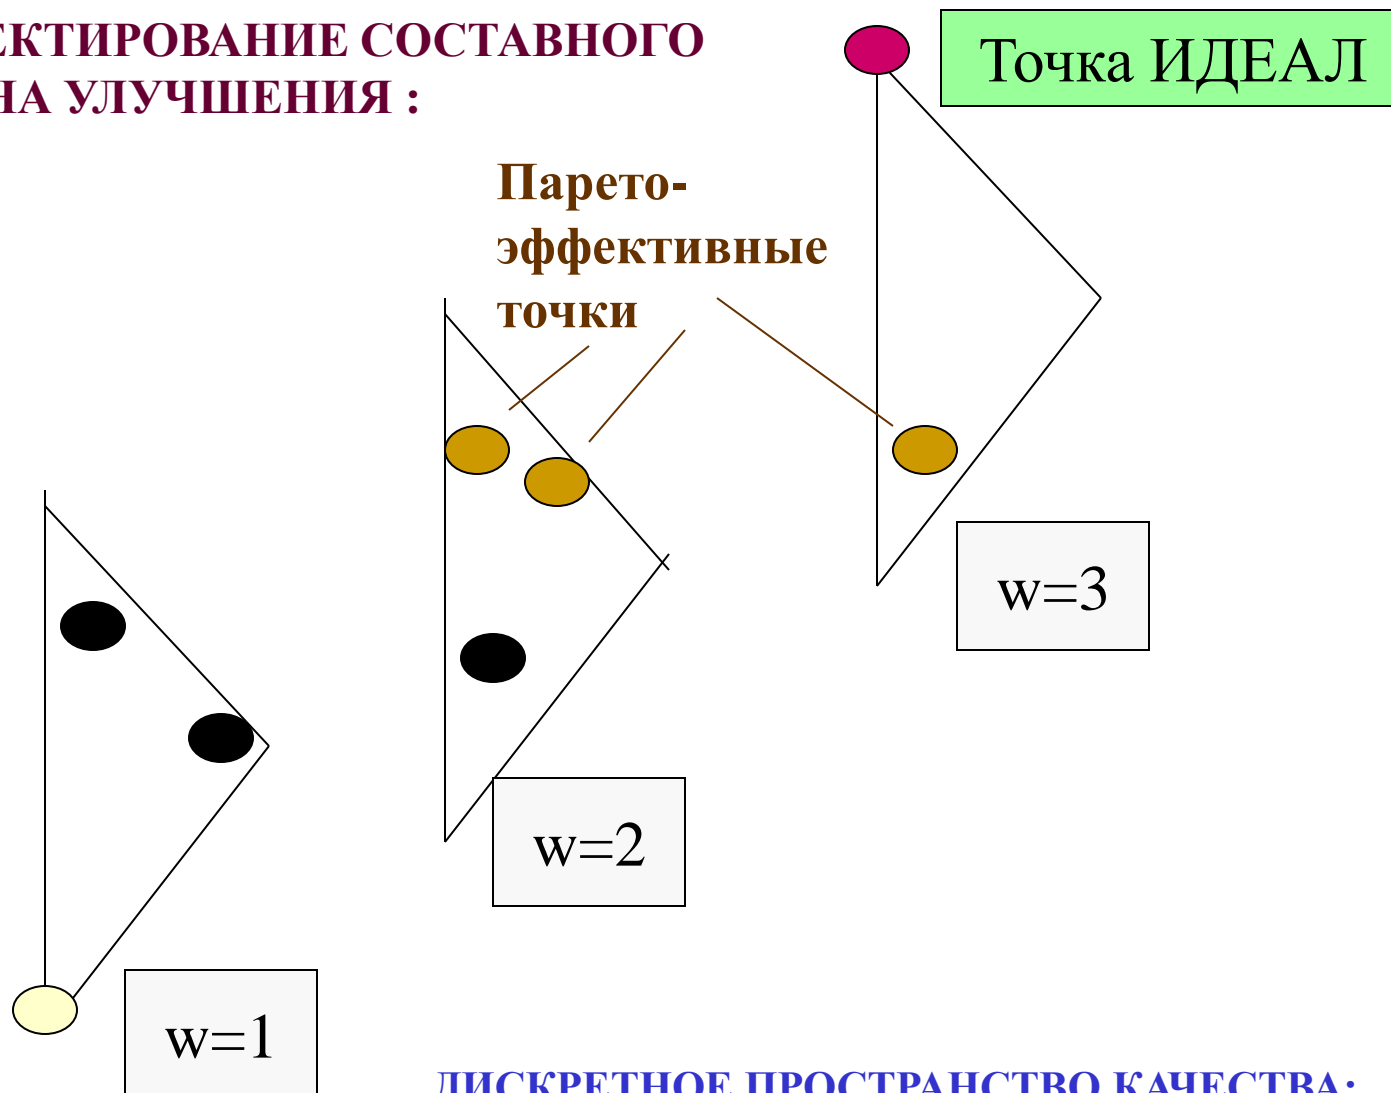 ЕКТИРОВАНИЕ СОСТАВНОГО
НА УЛУЧШЕНИЯ :
Точка ИДЕАЛ
Парето-
эффективные
точки
w=3
w=2
w=1
ДИСКРЕТНОЕ ПРОСТРАНСТВО КАЧЕСТВА: